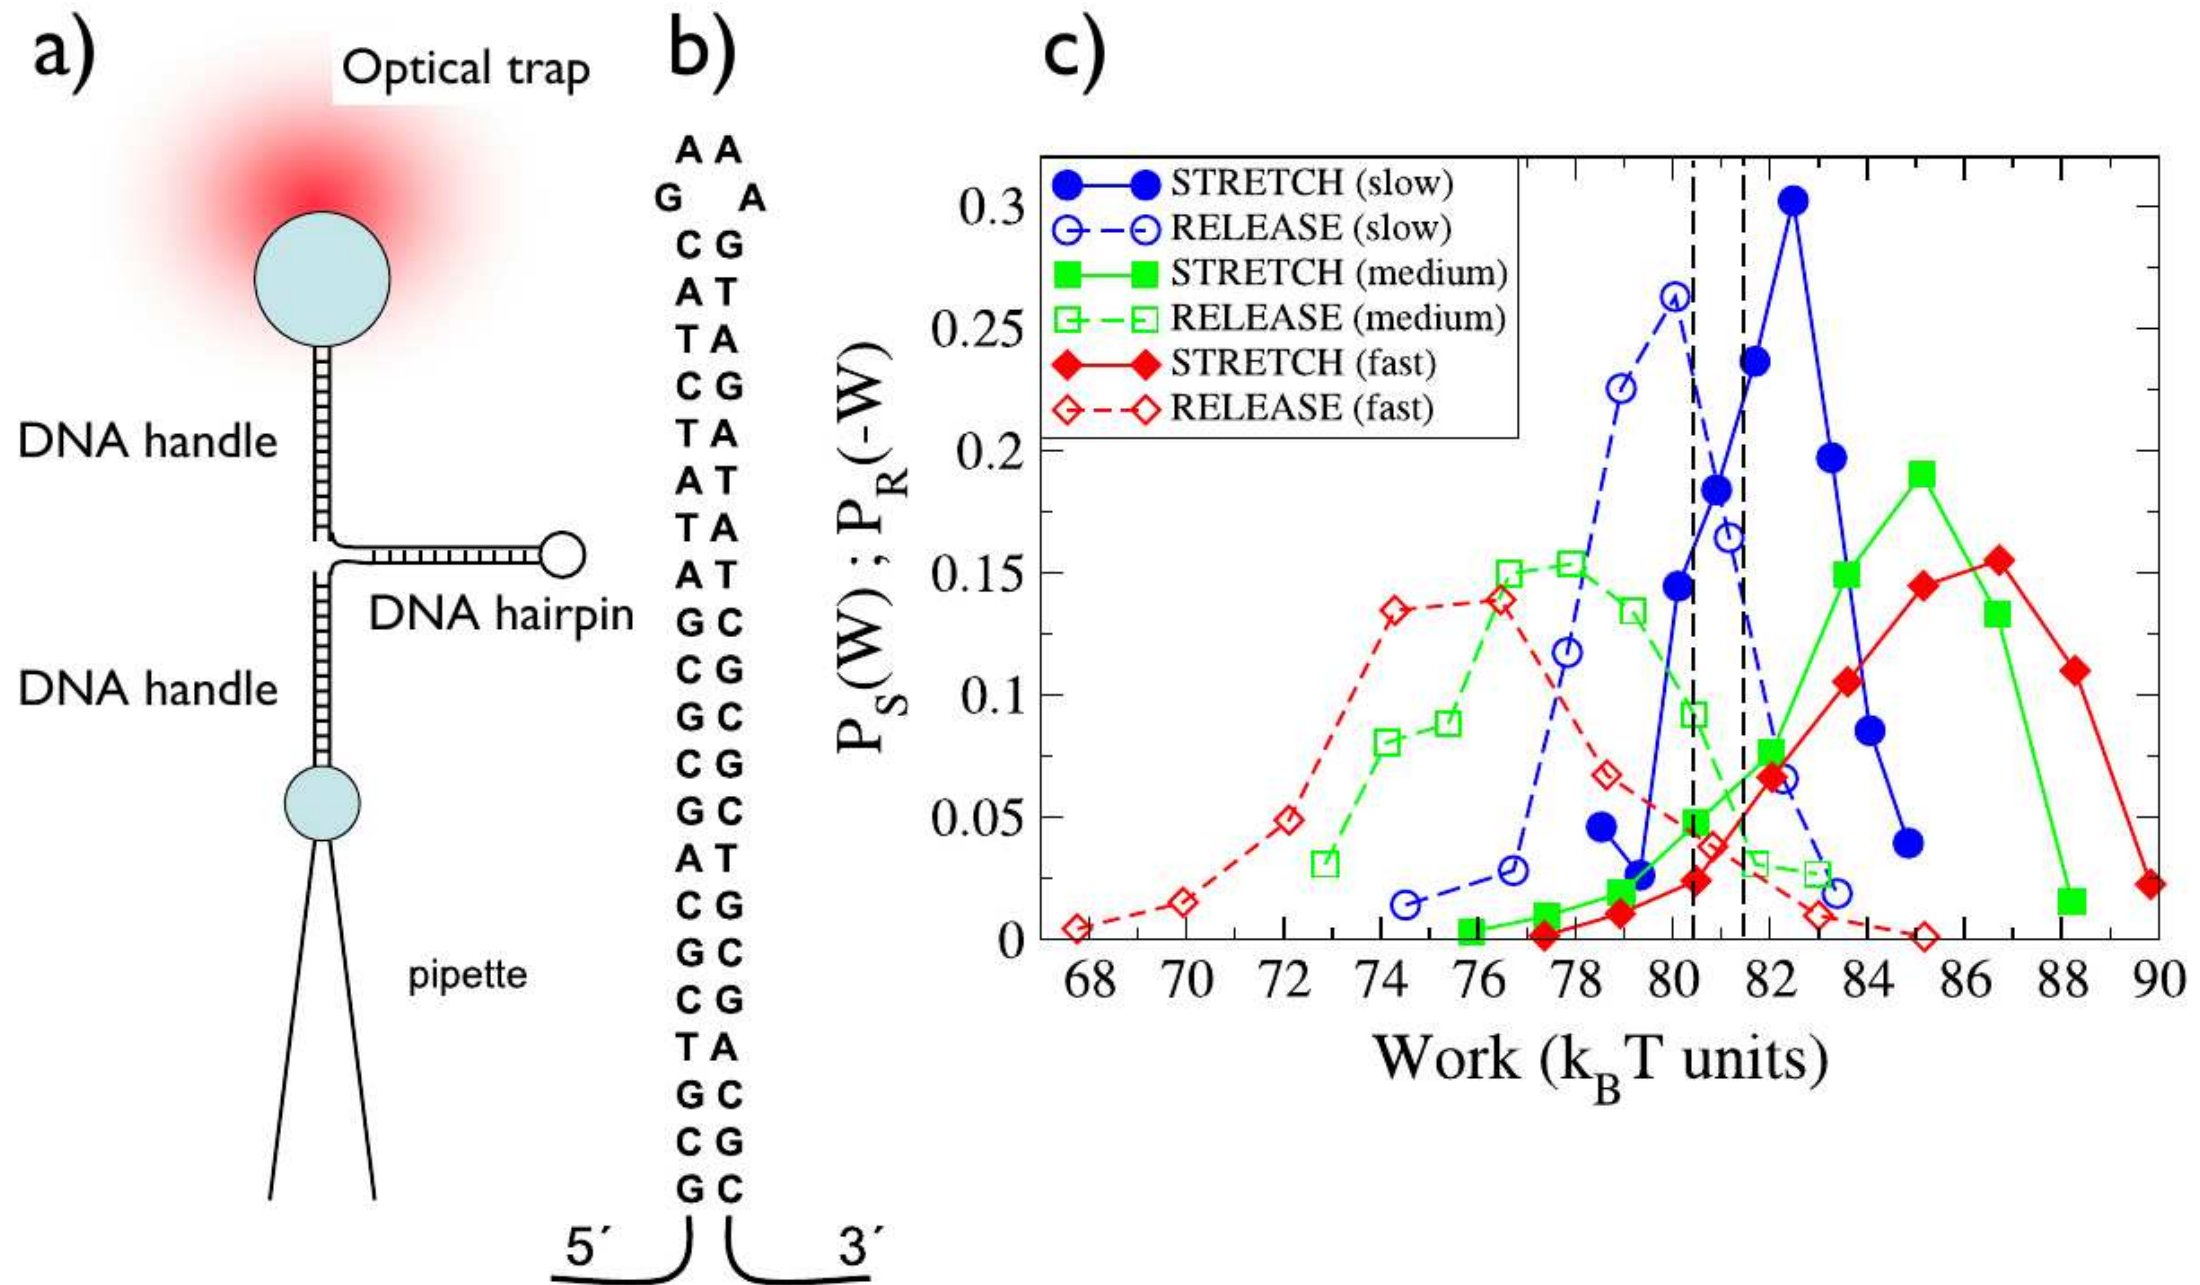 a)
Optical trap
DNA handle
DNA hairpin
DNA handle
pipette
b)
A A
G A
C G
A T
T A
C G
T A
A T
T A
A T
G C
C G
G C
C G
G C
A T
C G
G C
C G
T A
G C
C G
G C
5´ 3´
c)
STRETCH (slow)
RELEASE (slow)
STRETCH (medium)
RELEASE (medium)
STRETCH (fast)
RELEASE (fast)
P_S(W) ; P_R(-W)
0.3
0.25
0.2
0.15
0.1
0.05
0
68 70 72 74 76 78 80 82 84 86 88 90
Work (k_BT units)